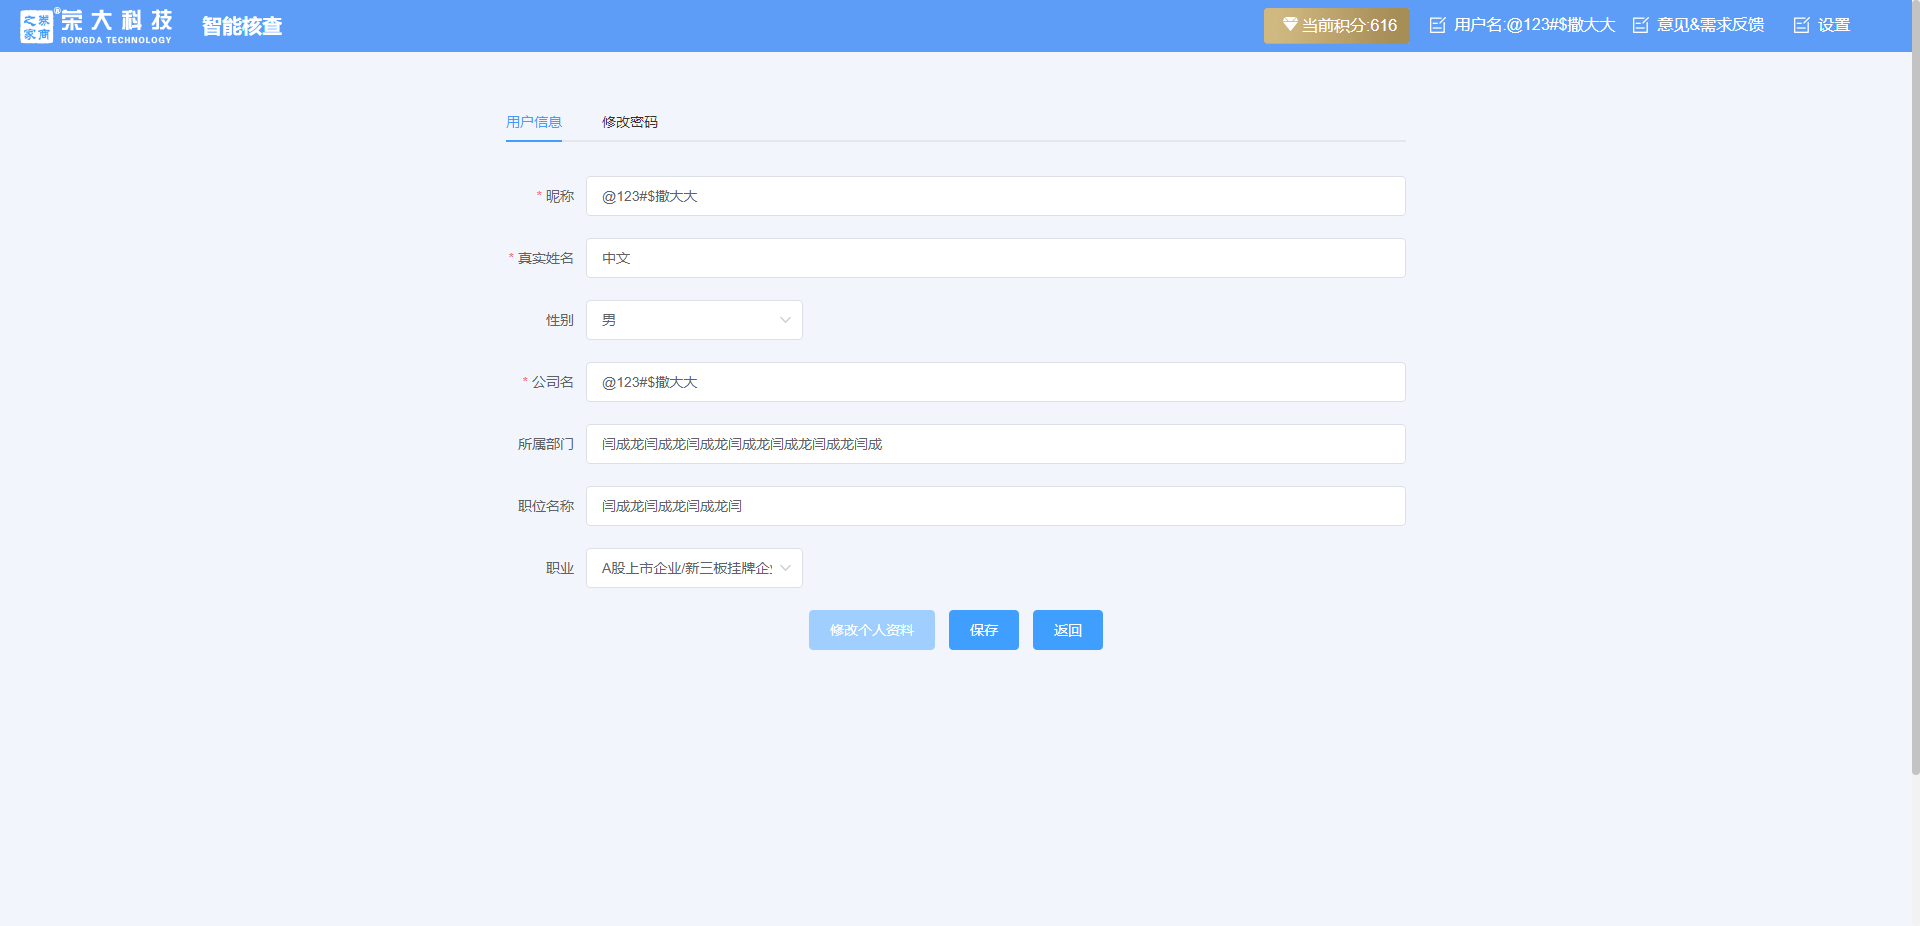 荣大科技
RONGDA TECHNOLOGY
智能核查
当前积分:616
用户名:@123#$撒大大
意见&需求反馈
设置
用户信息 修改密码
* 昵称 @123#$撒大大
* 真实姓名 中文
性别 男
* 公司名 @123#$撒大大
所属部门 闫成龙闫成龙闫成龙闫成龙闫成龙闫成龙闫成
职位名称 闫成龙闫成龙闫成龙闫
职业 A股上市企业/新三板挂牌企
修改个人资料 保存 返回